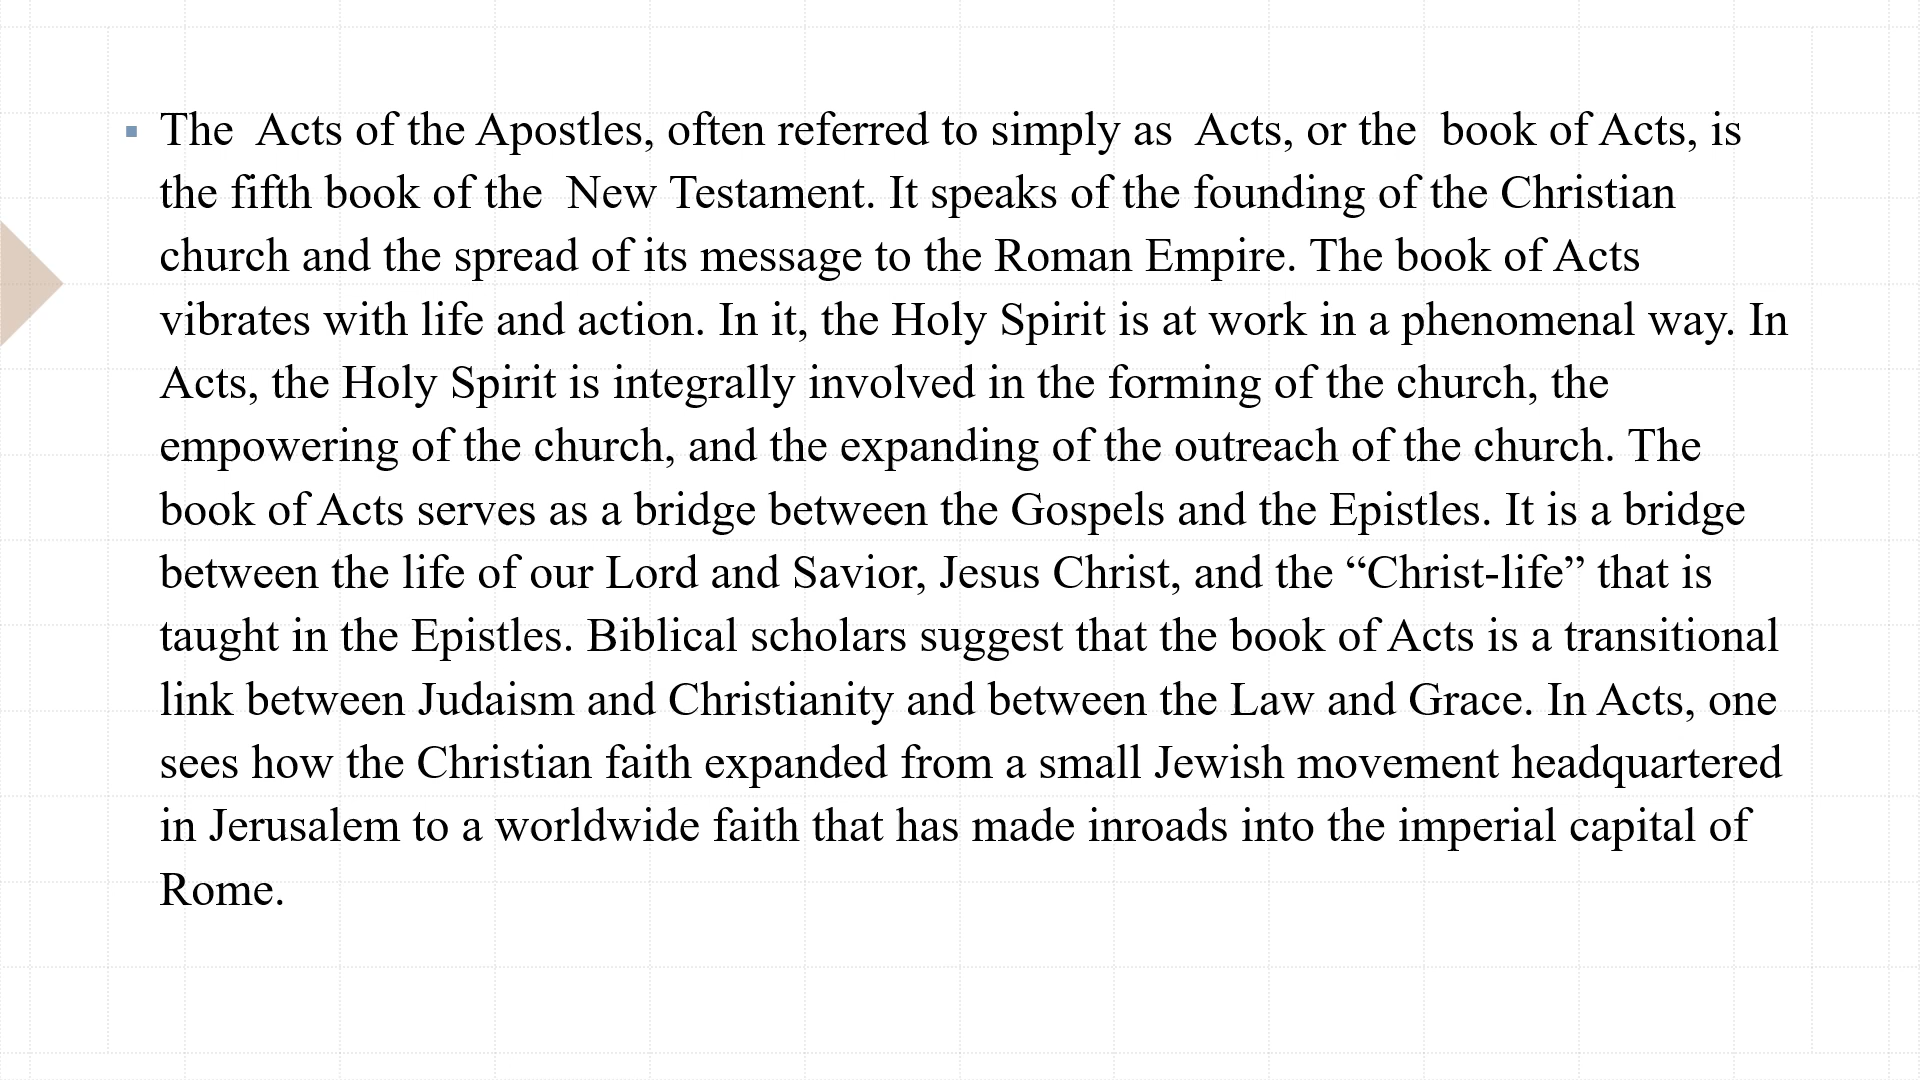 ▪ The  Acts of the Apostles, often referred to simply as  Acts, or the  book of Acts, is
the fifth book of the  New Testament. It speaks of the founding of the Christian
church and the spread of its message to the Roman Empire. The book of Acts
vibrates with life and action. In it, the Holy Spirit is at work in a phenomenal way. In
Acts, the Holy Spirit is integrally involved in the forming of the church, the
empowering of the church, and the expanding of the outreach of the church. The
book of Acts serves as a bridge between the Gospels and the Epistles. It is a bridge
between the life of our Lord and Savior, Jesus Christ, and the “Christ-life” that is
taught in the Epistles. Biblical scholars suggest that the book of Acts is a transitional
link between Judaism and Christianity and between the Law and Grace. In Acts, one
sees how the Christian faith expanded from a small Jewish movement headquartered
in Jerusalem to a worldwide faith that has made inroads into the imperial capital of
Rome.